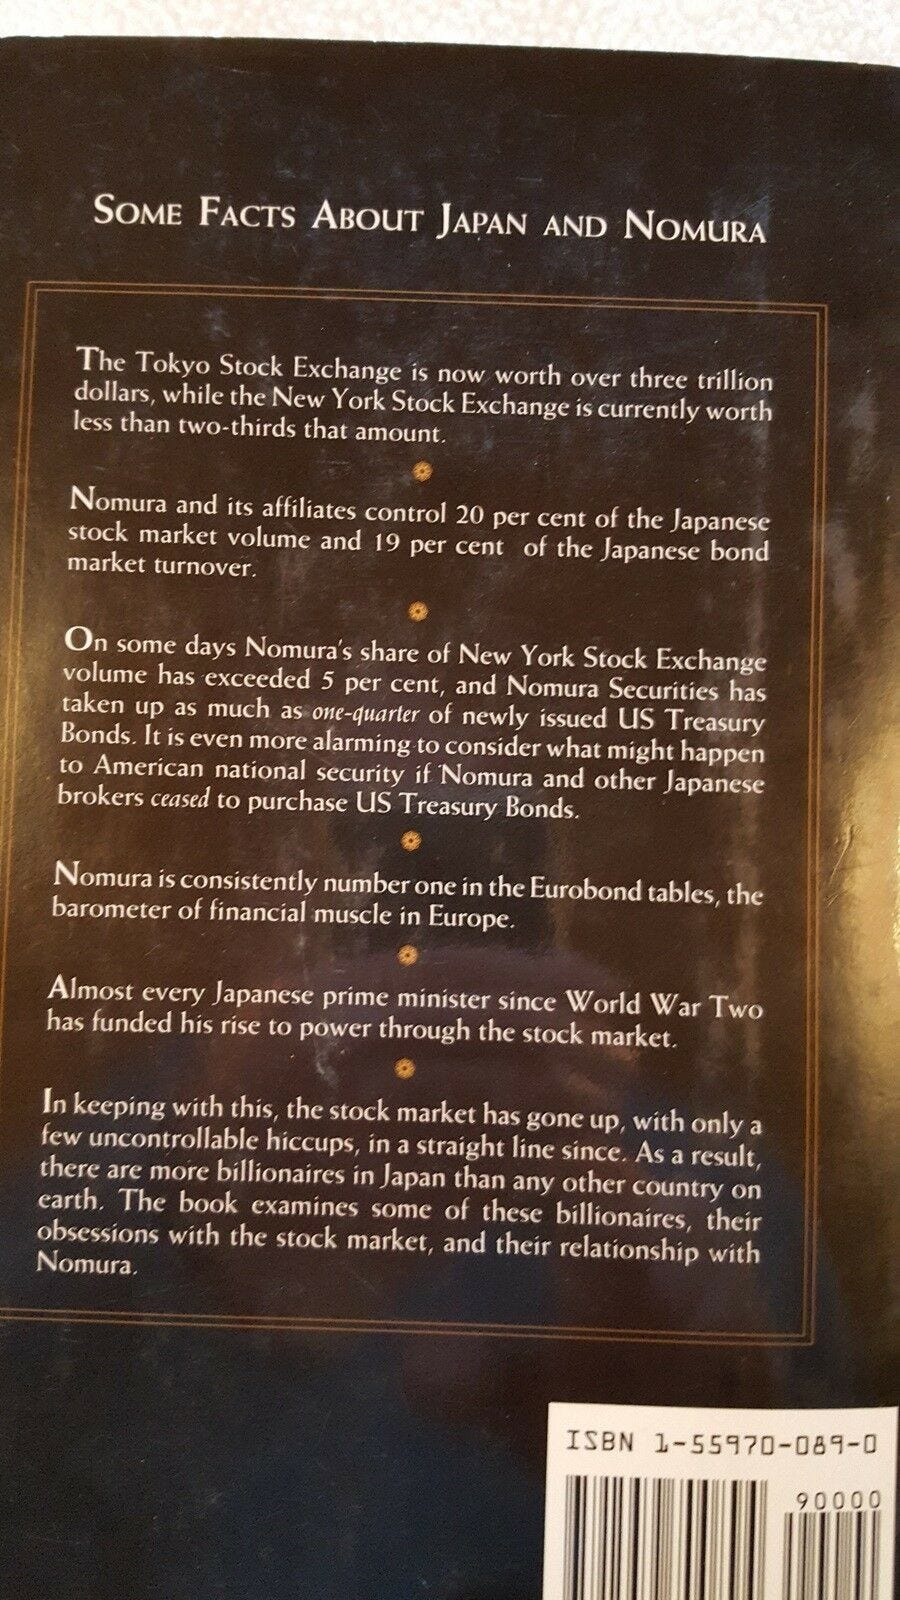 SOME FACTS ABOUT JAPAN AND NOMURA
The Tokyo Stock Exchange is now worth over three trillion
dollars, while the New York Stock Exchange is currently worth
less than two-thirds that amount.
Nomura and its affiliates control 20 per cent of the Japanese
stock market volume and 19 per cent of the Japanese bond
market turnover.
On some days Nomura's share of New York Stock Exchange
volume has exceeded 5 per cent, and Nomura Securities has
taken up as much as one-quarter of newly issued US Treasury
Bonds. It is even more alarming to consider what might happen
to American national security if Nomura and other Japanese
brokers ceased to purchase US Treasury Bonds.
Nomura is consistently number one in the Eurobond tables, the
barometer of financial muscle in Europe.
Almost every Japanese prime minister since World War Two
has funded his rise to power through the stock market.
In keeping with this, the stock market has gone up, with only a
few uncontrollable hiccups, in a straight line since. As a result,
there are more billionaires in Japan than any other country on
earth. The book examines some of these billionaires, their
obsessions with the stock market, and their relationship with
Nomura.
ISBN 1-55970-089-0
90000